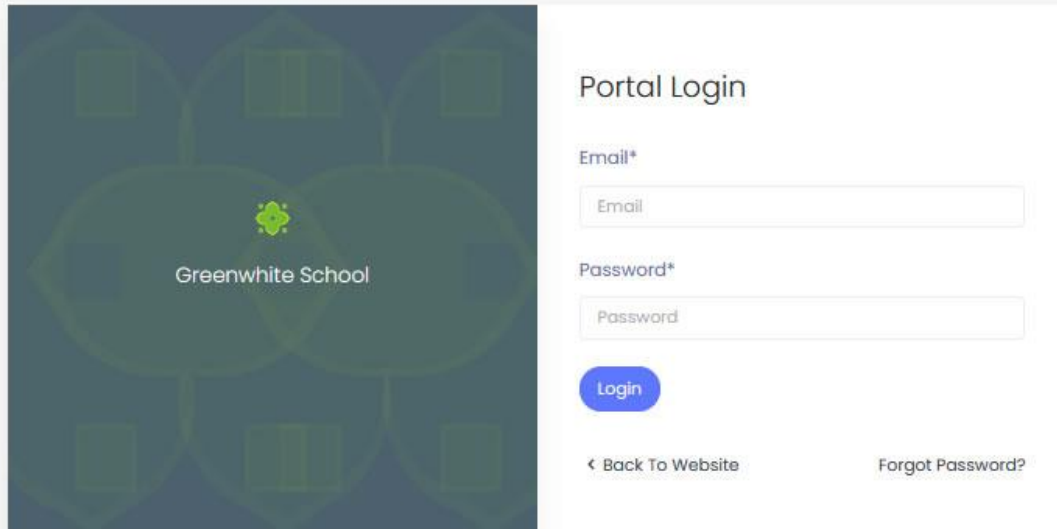 Greenwhite School
Portal Login
Email*
Email
Password*
Password
Login
< Back To Website
Forgot Password?